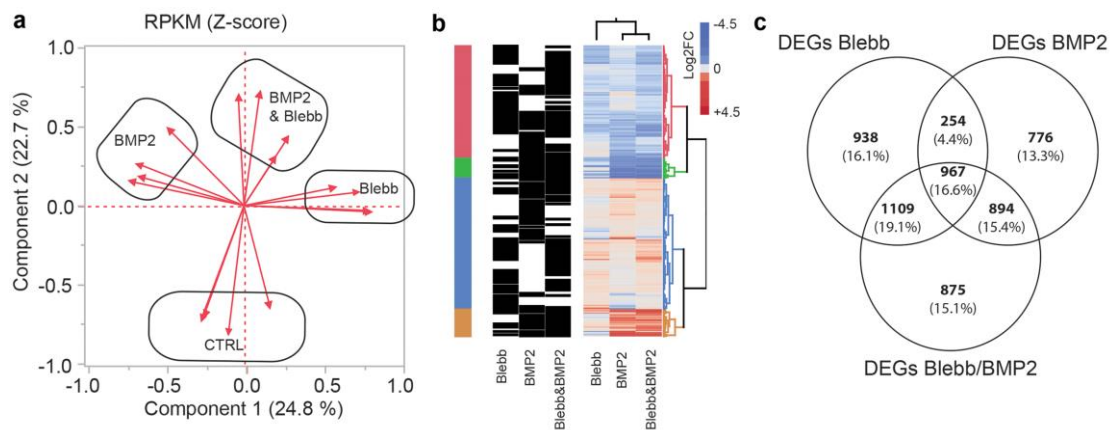 a
RPKM (Z-score)
1.0
0.5
0.0
-0.5
-1.0
-1.0
-0.5
0.0
0.5
1.0
Component 2 (22.7 %)
Component 1 (24.8 %)
BMP2
& Blebb
BMP2
Blebb
CTRL
b
Log2FC
-4.5
0
+4.5
Blebb
BMP2
Blebb&BMP2
Blebb
BMP2
Blebb&BMP2
c
DEGs Blebb
DEGs BMP2
254
(4.4%)
938
(16.1%)
776
(13.3%)
967
(16.6%)
1109
(19.1%)
894
(15.4%)
875
(15.1%)
DEGs Blebb/BMP2